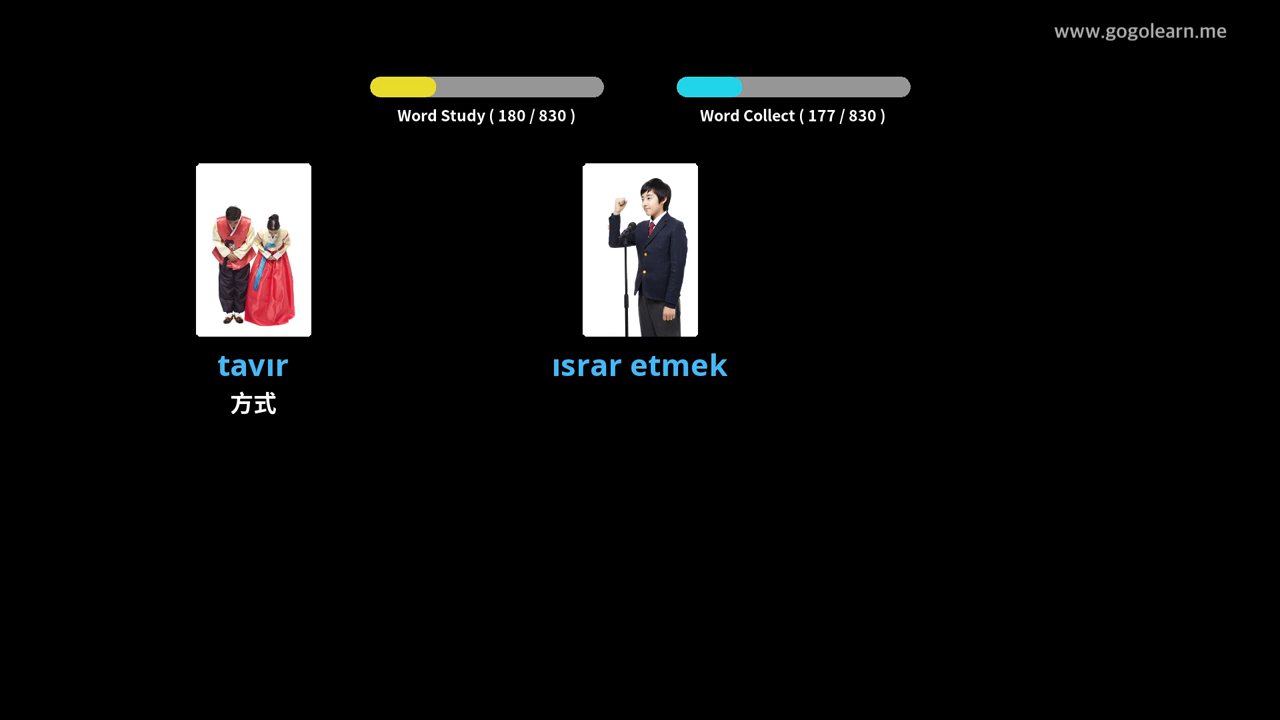 www.gogolearn.me
Word Study ( 180 / 830 )
Word Collect ( 177 / 830 )
tavır
方式
ısrar etmek